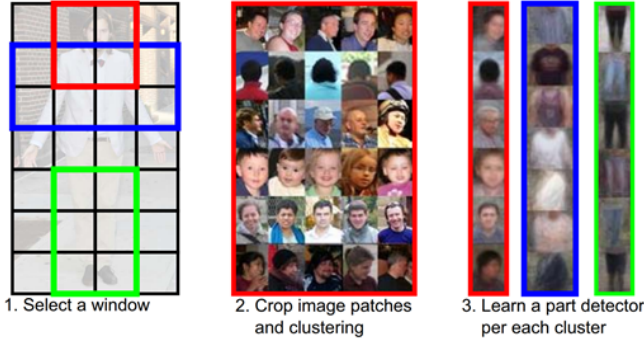 1. Select a window
2. Crop image patches
and clustering
3. Learn a part detector
per each cluster